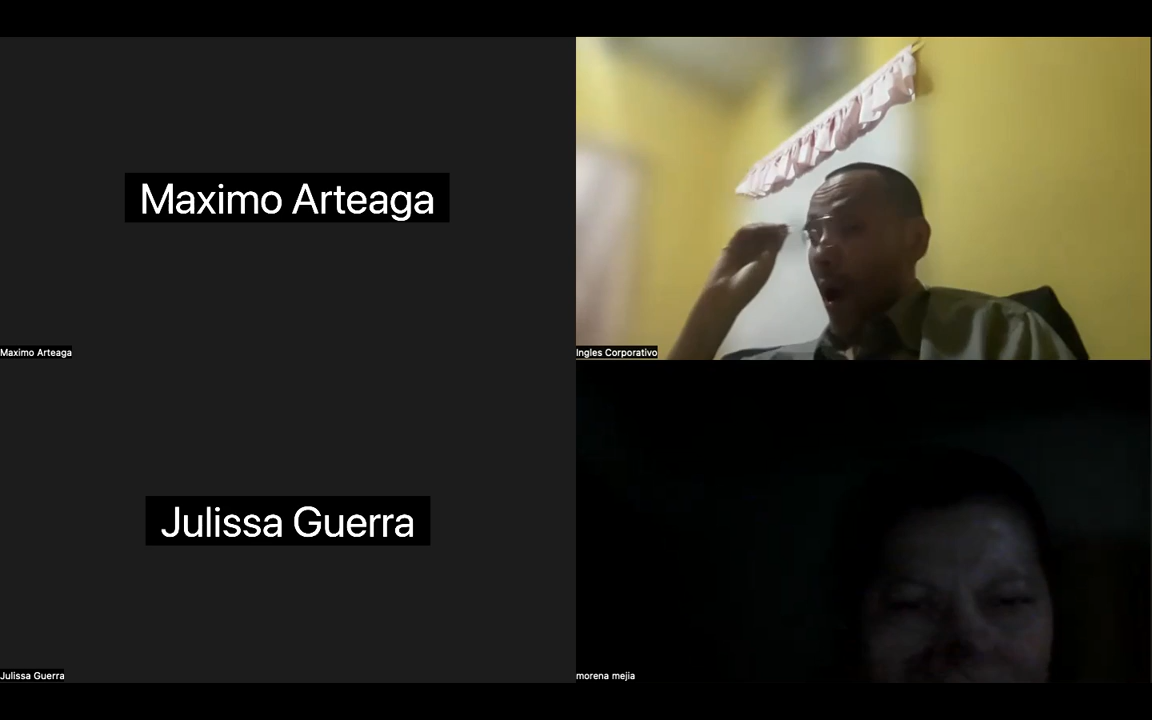 Maximo Arteaga
Maximo Arteaga
Ingles Corporativo
Julissa Guerra
Julissa Guerra
morena mejia